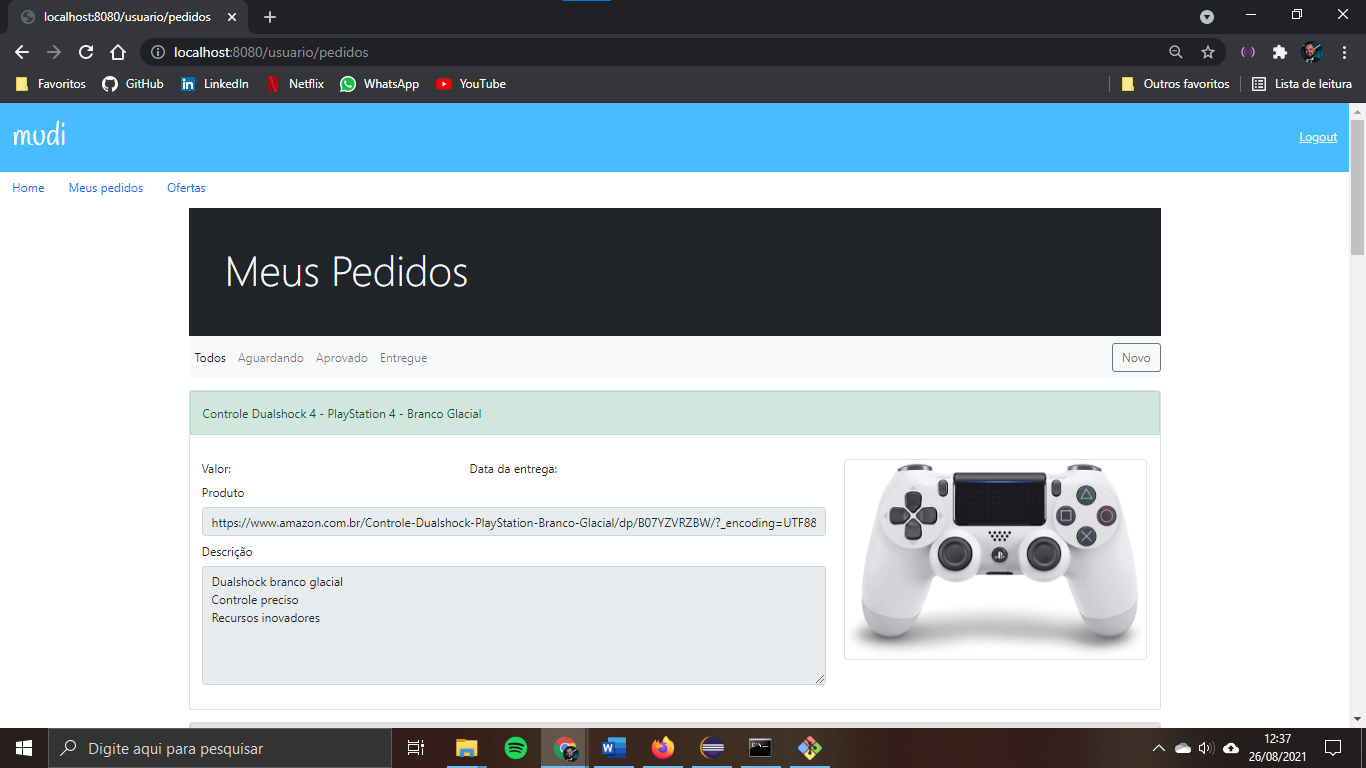 localhost:8080/usuario/pedidos
localhost:8080/usuario/pedidos
Favoritos GitHub LinkedIn Netflix WhatsApp YouTube Outros favoritos Lista de leitura
mudi Logout
Home Meus pedidos Ofertas
Meus Pedidos
Todos Aguardando Aprovado Entregue Novo
Controle Dualshock 4 - PlayStation 4 - Branco Glacial
Valor: Data da entrega:
Produto
https://www.amazon.com.br/Controle-Dualshock-PlayStation-Branco-Glacial/dp/B07YZVRZBW/?_encoding=UTF88
Descrição
Dualshock branco glacial
Controle preciso
Recursos inovadores
Digite aqui para pesquisar
12:37
26/08/2021